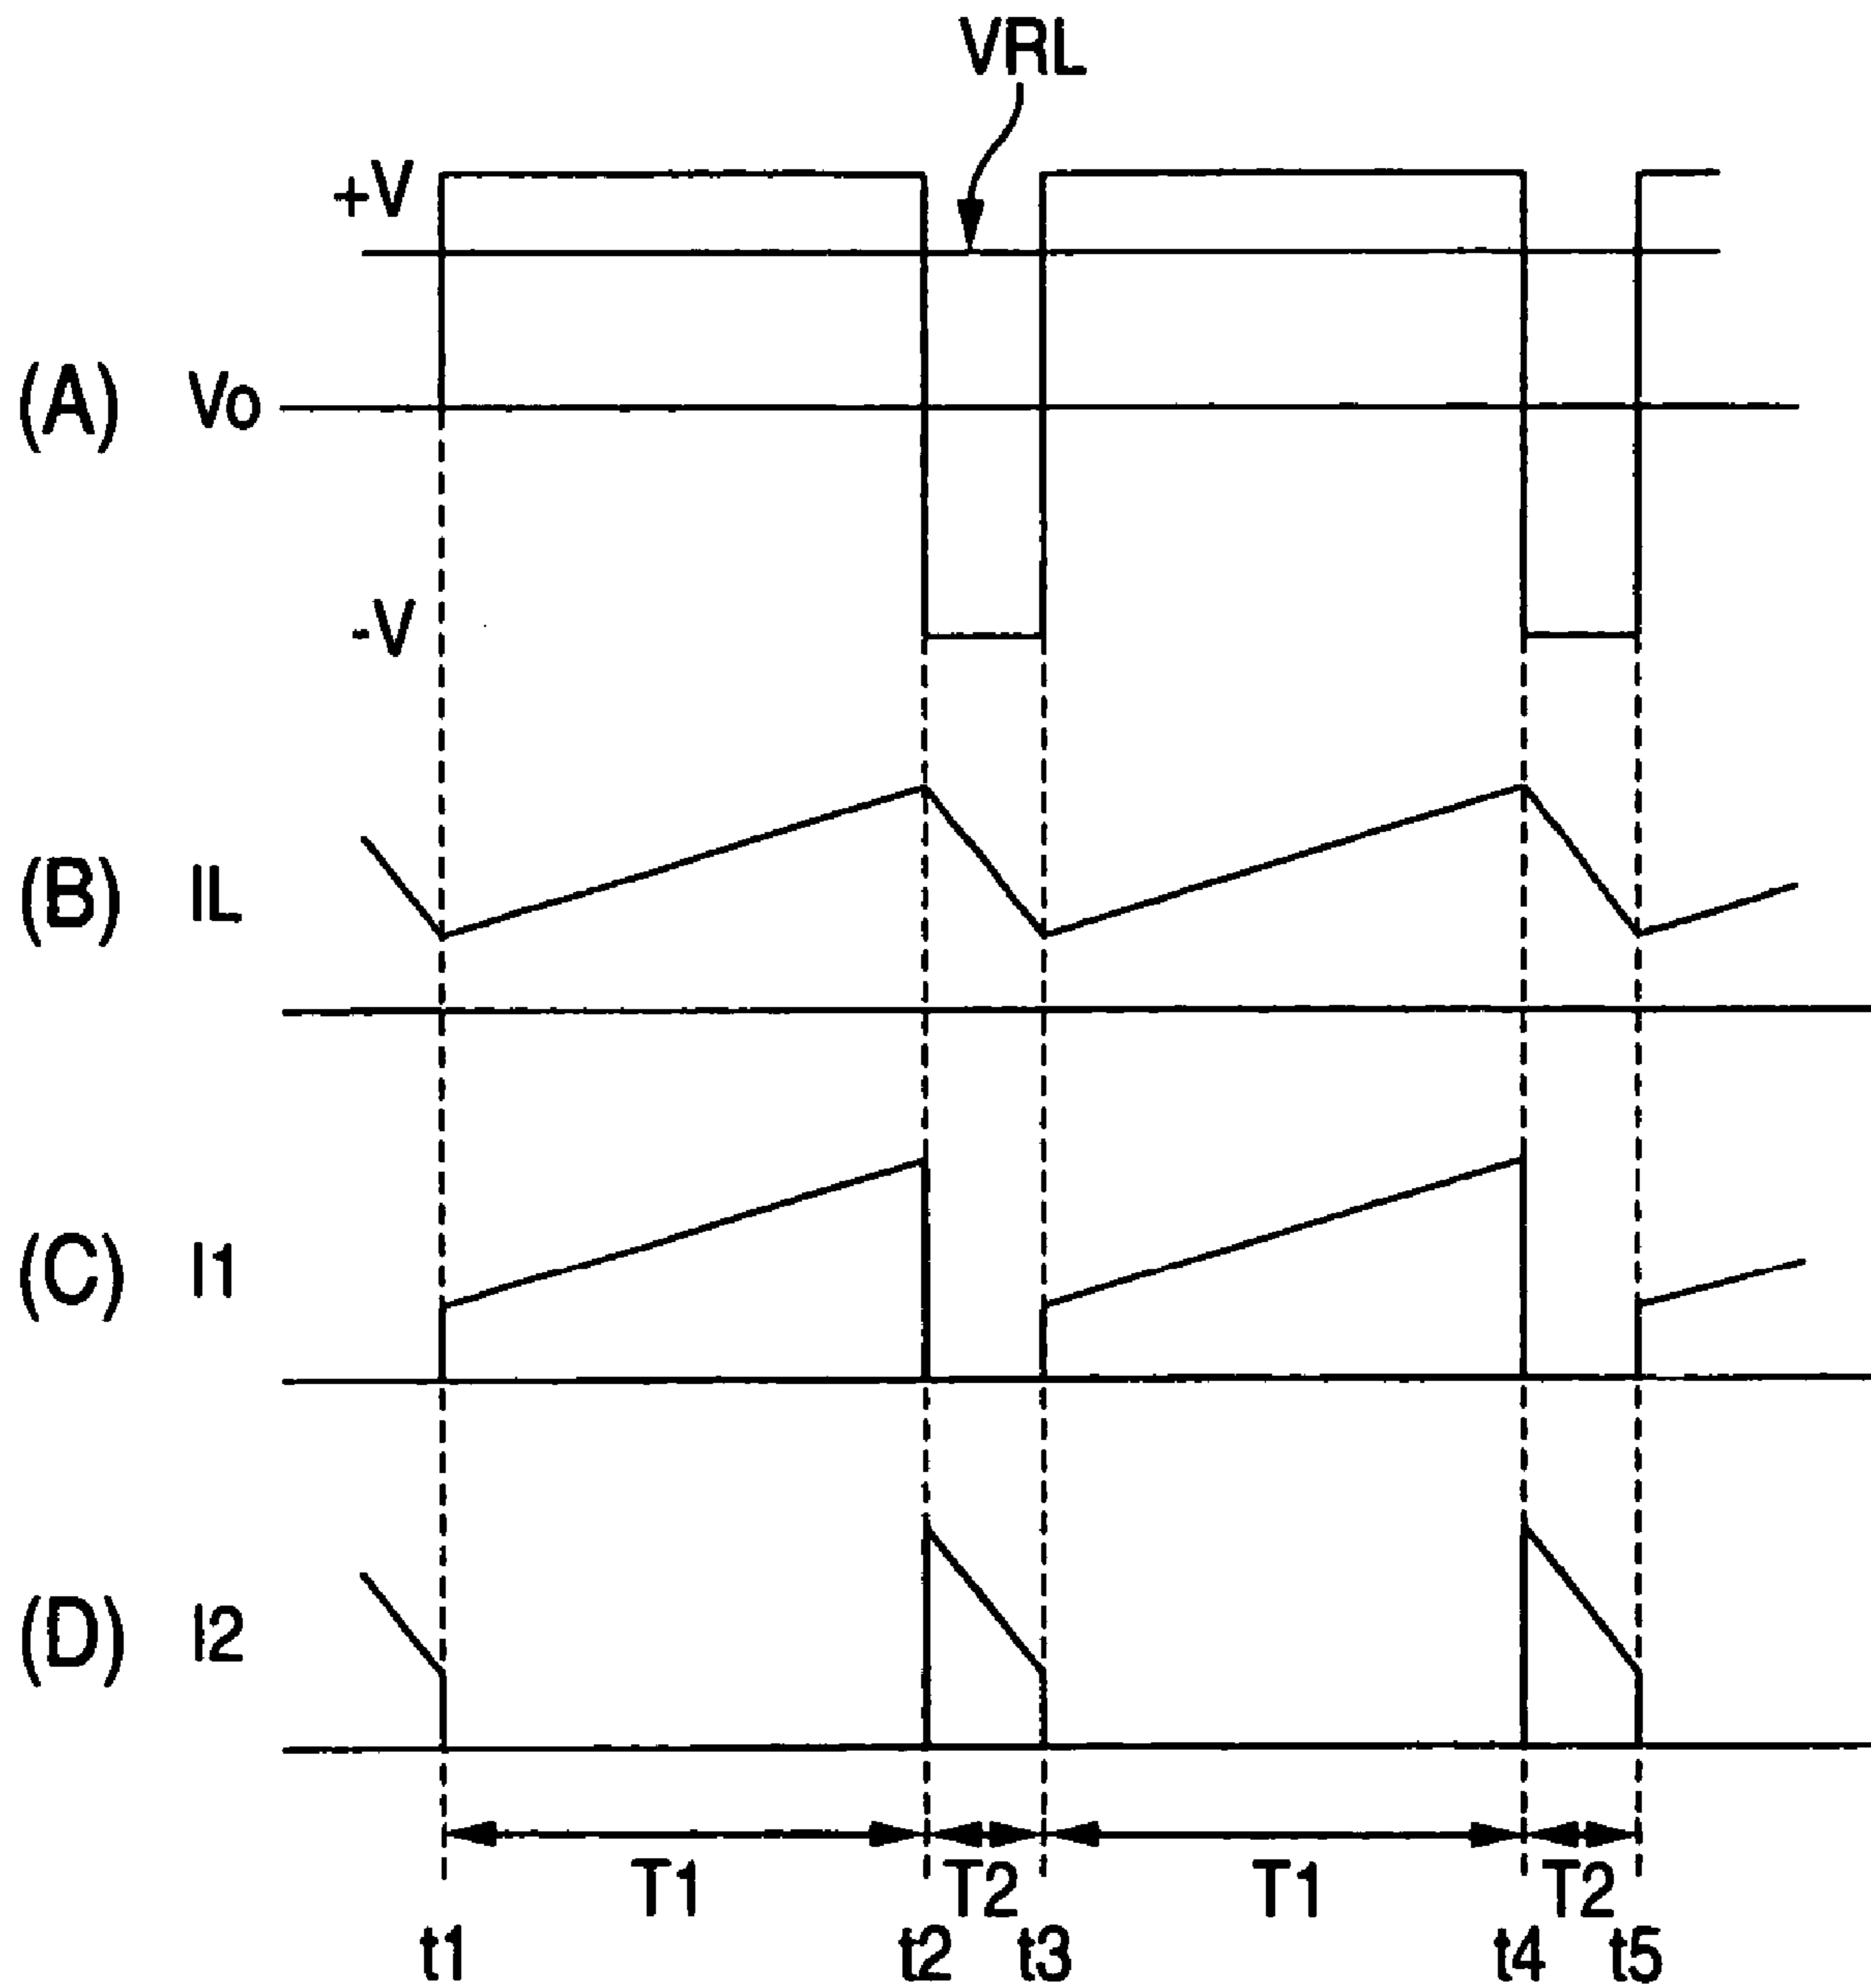 VRL
+V
(A) Vo
-V
(B) IL
(C) I1
(D) I2
T1 T2 T1 T2
t1 t2 t3 t4 t5